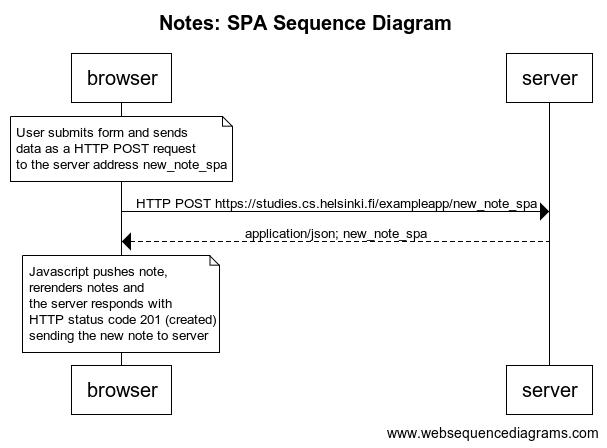 Notes: SPA Sequence Diagram
browser
server
User submits form and sends
data as a HTTP POST request
to the server address new_note_spa
HTTP POST https://studies.cs.helsinki.fi/exampleapp/new_note_spa
application/json; new_note_spa
Javascript pushes note,
rerenders notes and
the server responds with
HTTP status code 201 (created)
sending the new note to server
browser
server
www.websequencediagrams.com